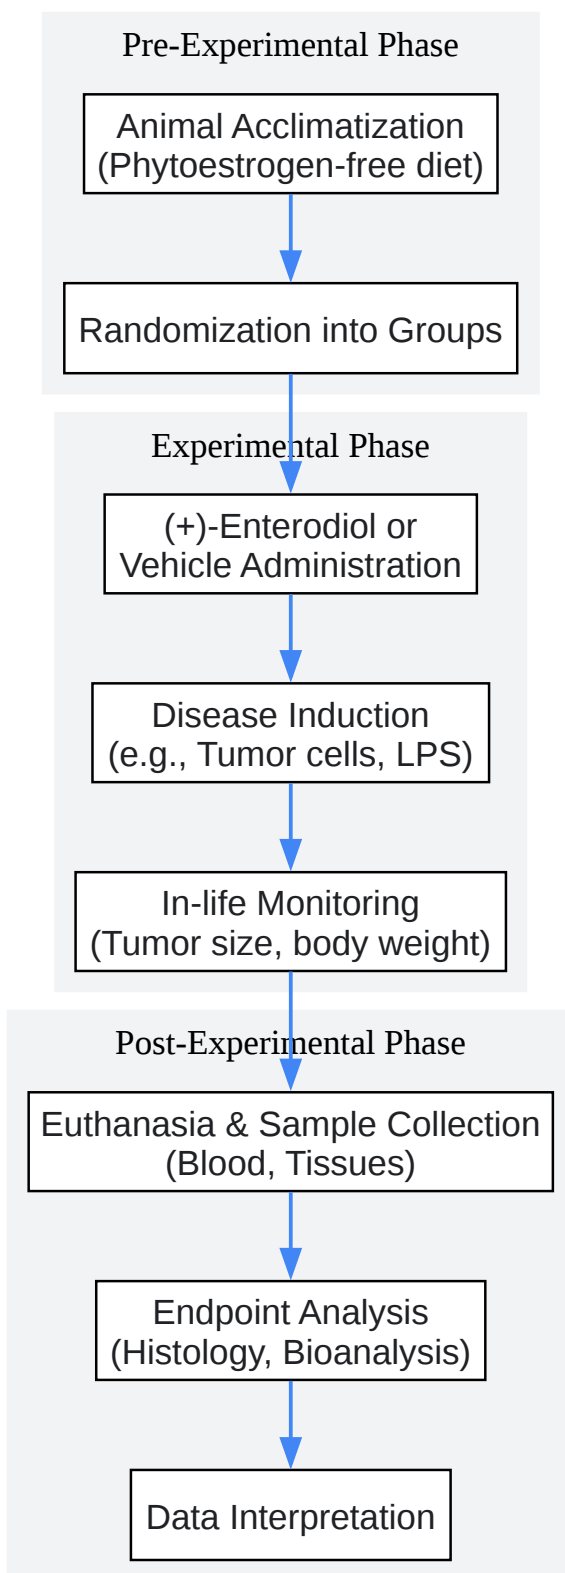 Pre-Experimental Phase
Animal Acclimatization
(Phytoestrogen-free diet)
Randomization into Groups
Experimental Phase
(+)-Enterodiol or
Vehicle Administration
Disease Induction
(e.g., Tumor cells, LPS)
In-life Monitoring
(Tumor size, body weight)
Post-Experimental Phase
Euthanasia & Sample Collection
(Blood, Tissues)
Endpoint Analysis
(Histology, Bioanalysis)
Data Interpretation